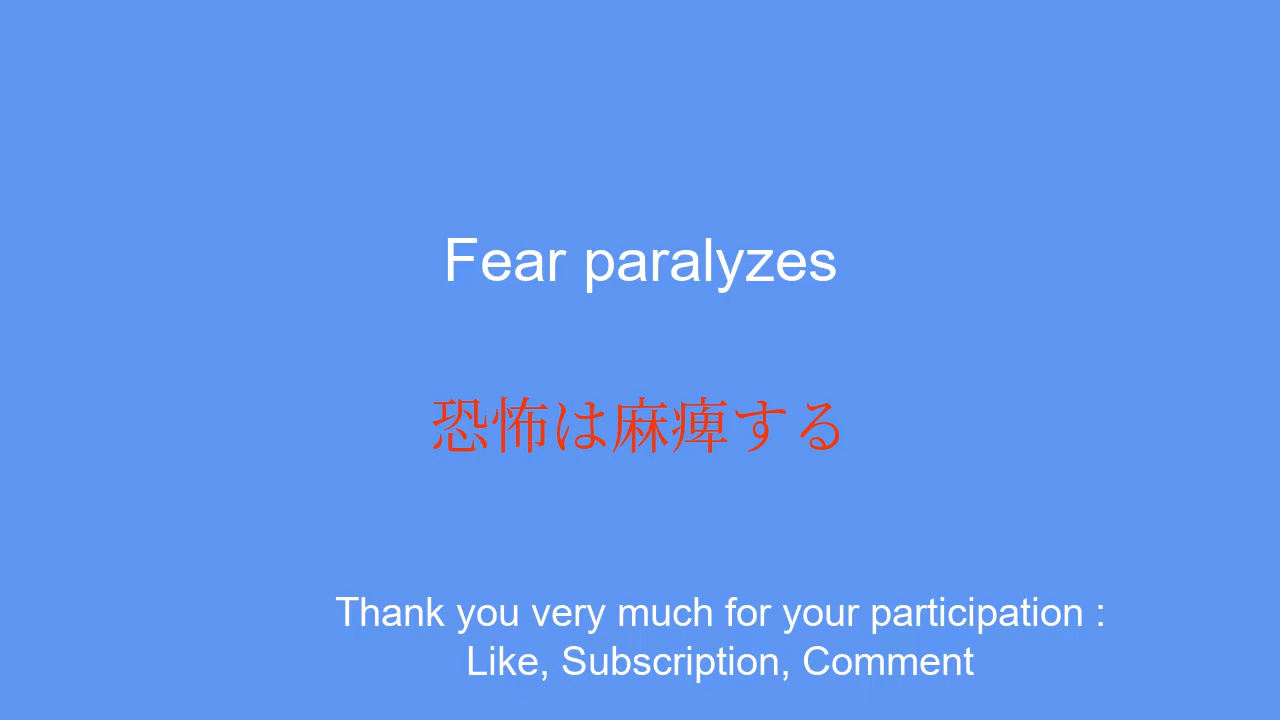 Fear paralyzes
恐怖は麻痺する
Thank you very much for your participation :
Like, Subscription, Comment